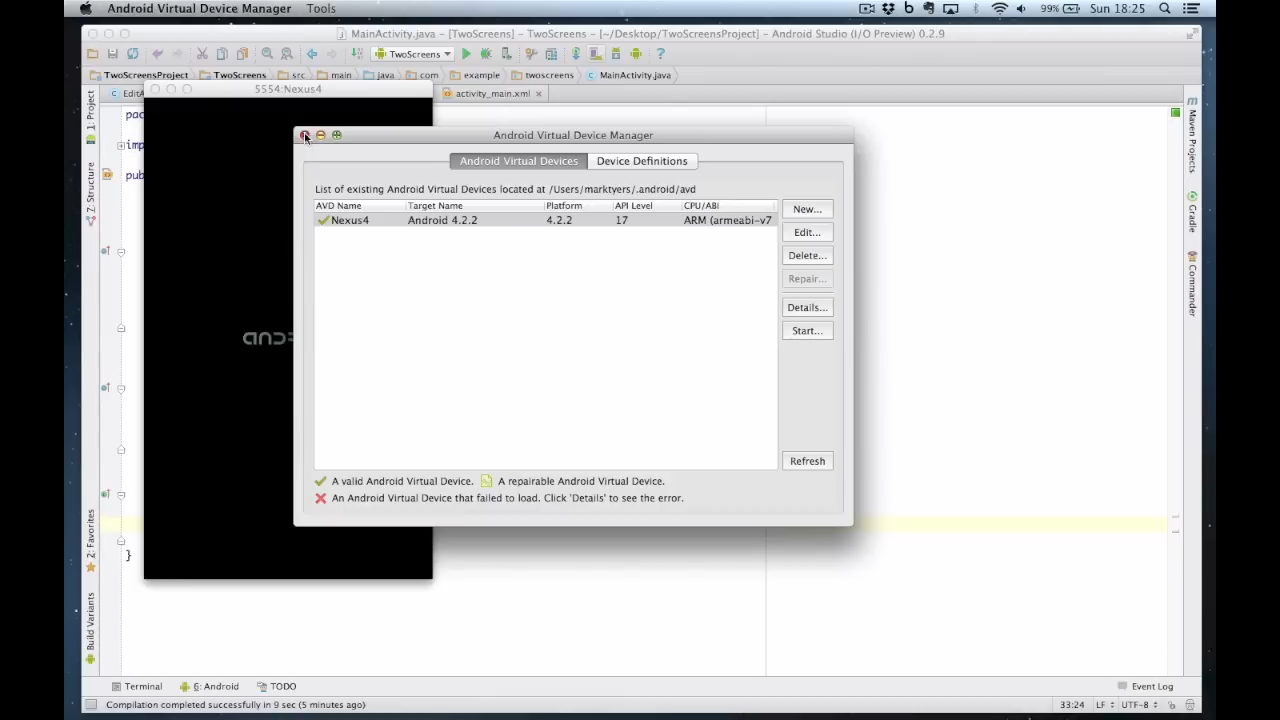 Android Virtual Device Manager Tools
99% Sun 18:25
MainActivity.java - [TwoScreens] - TwoScreens - [~/Desktop/TwoScreensProject] - Android Studio (I/O Preview) 0.2.9
TwoScreens
TwoScreensProject TwoScreens src main java com example twoscreens MainActivity.java
5554:Nexus4
EditA
activity_main.xml
1: Project
7: Structure
2: Favorites
Build Variants
Maven Projects
Gradle
Commander
pac
imp
pub
}
Android Virtual Device Manager
Android Virtual Devices Device Definitions
List of existing Android Virtual Devices located at /Users/marktyers/.android/avd
AVD Name Target Name Platform API Level CPU/ABI
Nexus4 Android 4.2.2 4.2.2 17 ARM (armeabi-v7
New...
Edit...
Delete...
Repair...
Details...
Start...
Refresh
A valid Android Virtual Device. A repairable Android Virtual Device.
An Android Virtual Device that failed to load. Click 'Details' to see the error.
Terminal 6: Android TODO Event Log
Compilation completed successfully in 9 sec (5 minutes ago) 33:24 LF UTF-8